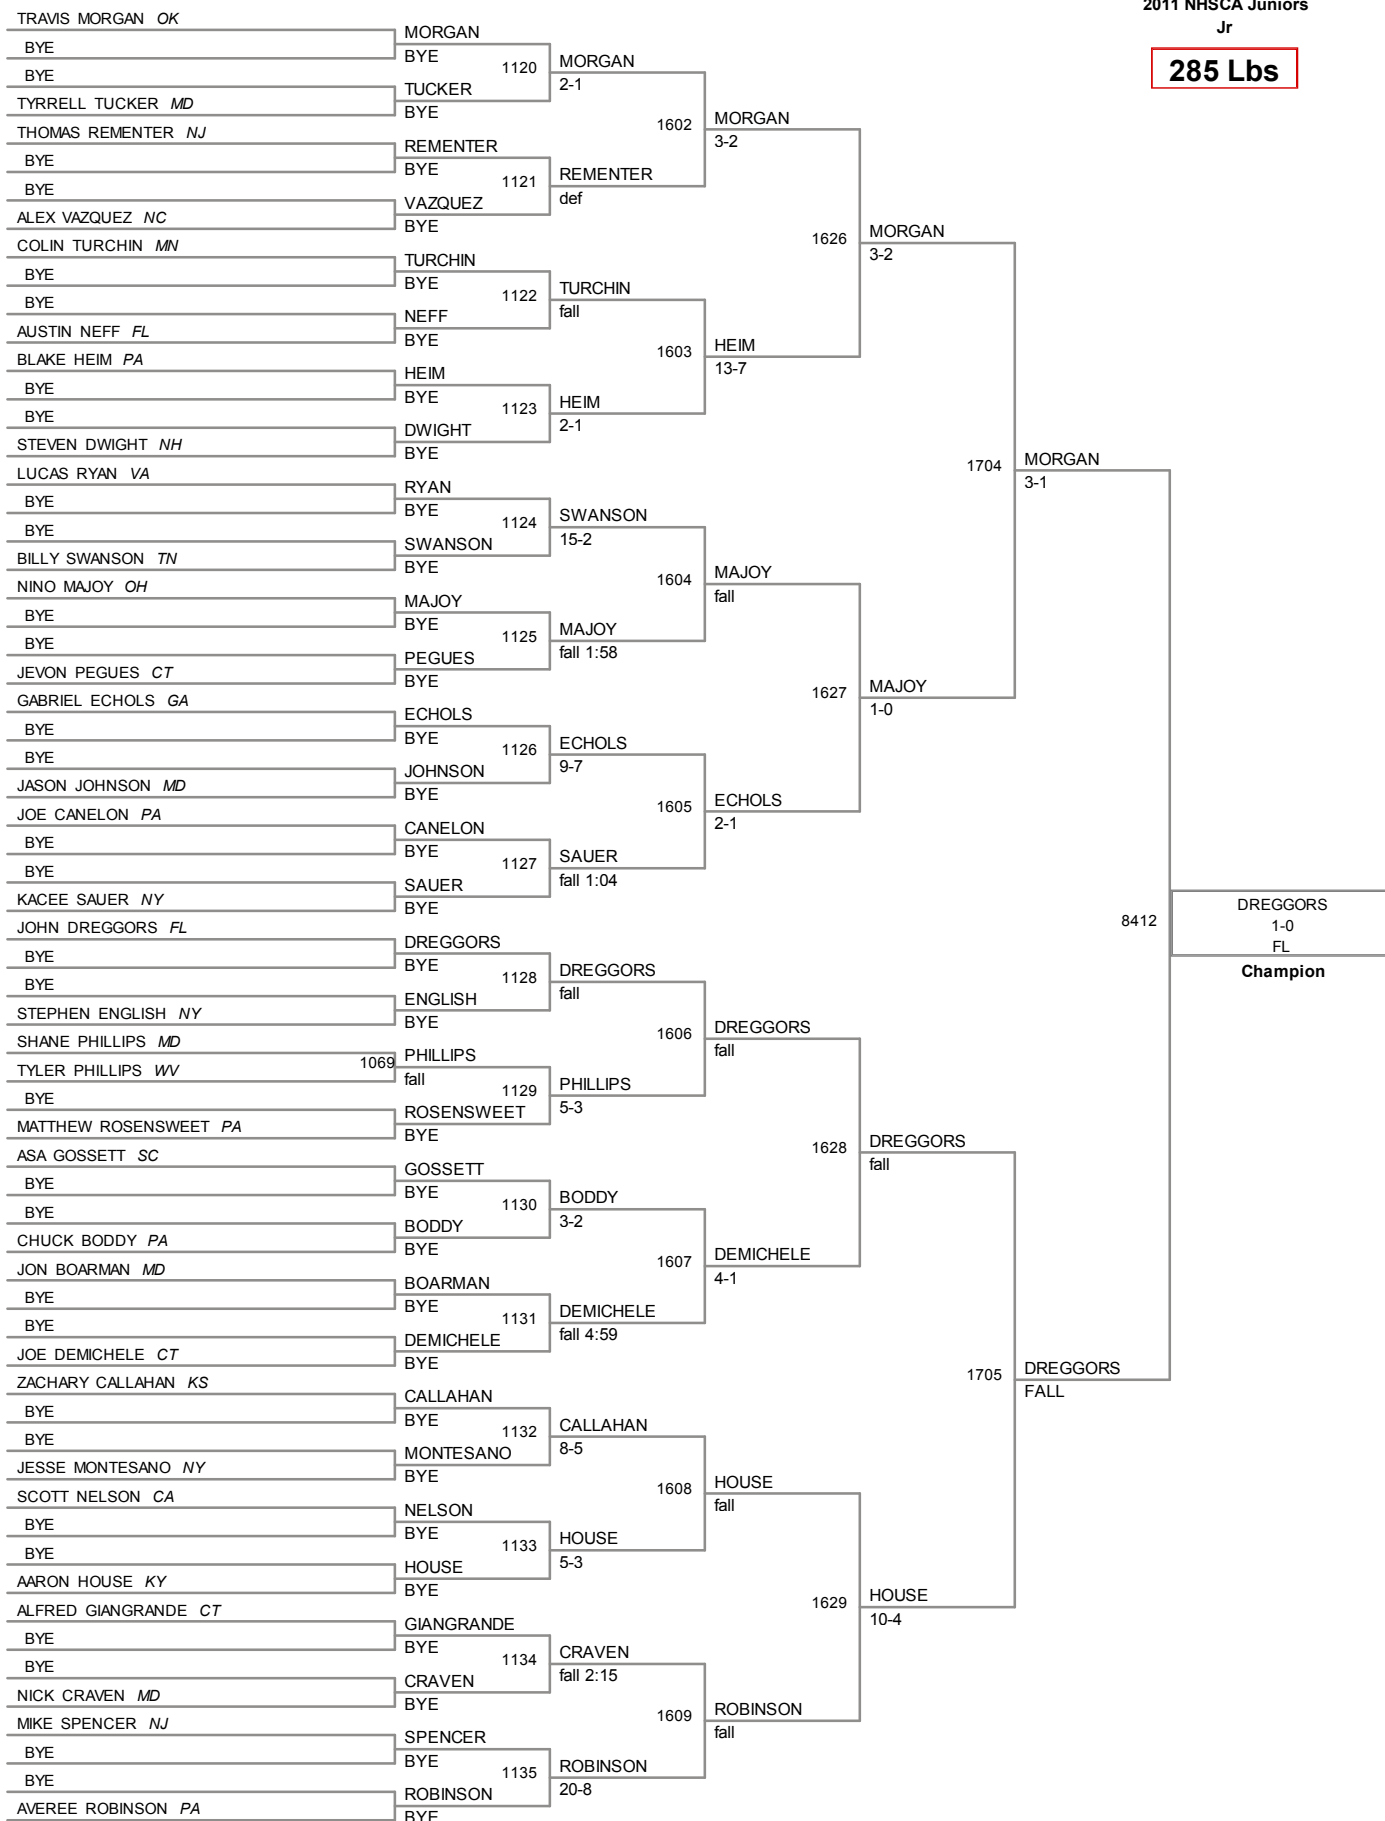 2011 NHSCA Juniors
Jr
285 Lbs
TRAVIS MORGAN OK
BYE
BYE
TYRRELL TUCKER MD
THOMAS REMENTER NJ
BYE
BYE
ALEX VAZQUEZ NC
COLIN TURCHIN MN
BYE
BYE
AUSTIN NEFF FL
BLAKE HEIM PA
BYE
BYE
STEVEN DWIGHT NH
LUCAS RYAN VA
BYE
BYE
BILLY SWANSON TN
NINO MAJOY OH
BYE
BYE
JEVON PEGUES CT
GABRIEL ECHOLS GA
BYE
BYE
JASON JOHNSON MD
JOE CANELON PA
BYE
BYE
KACEE SAUER NY
JOHN DREGGORS FL
BYE
BYE
STEPHEN ENGLISH NY
SHANE PHILLIPS MD
TYLER PHILLIPS WV
BYE
MATTHEW ROSENSWEET PA
ASA GOSSETT SC
BYE
BYE
CHUCK BODDY PA
JON BOARMAN MD
BYE
BYE
JOE DEMICHELE CT
ZACHARY CALLAHAN KS
BYE
BYE
JESSE MONTESANO NY
SCOTT NELSON CA
BYE
BYE
AARON HOUSE KY
ALFRED GIANGRANDE CT
BYE
BYE
NICK CRAVEN MD
MIKE SPENCER NJ
BYE
BYE
AVEREE ROBINSON PA
1069
MORGAN
BYE
TUCKER
BYE
REMENTER
BYE
VAZQUEZ
BYE
TURCHIN
BYE
NEFF
BYE
HEIM
BYE
DWIGHT
BYE
RYAN
BYE
SWANSON
BYE
MAJOY
BYE
PEGUES
BYE
ECHOLS
BYE
JOHNSON
BYE
CANELON
BYE
SAUER
BYE
DREGGORS
BYE
ENGLISH
BYE
PHILLIPS
fall
ROSENSWEET
BYE
GOSSETT
BYE
BODDY
BYE
BOARMAN
BYE
DEMICHELE
BYE
CALLAHAN
BYE
MONTESANO
BYE
NELSON
BYE
HOUSE
BYE
GIANGRANDE
BYE
CRAVEN
BYE
SPENCER
BYE
ROBINSON
BYE
1120
1121
1122
1123
1124
1125
1126
1127
1128
1129
1130
1131
1132
1133
1134
1135
MORGAN
2-1
REMENTER
def
TURCHIN
fall
HEIM
2-1
SWANSON
15-2
MAJOY
fall 1:58
ECHOLS
9-7
SAUER
fall 1:04
DREGGORS
fall
PHILLIPS
5-3
BODDY
3-2
DEMICHELE
fall 4:59
CALLAHAN
8-5
HOUSE
5-3
CRAVEN
fall 2:15
ROBINSON
20-8
1602
1603
1604
1605
1606
1607
1608
1609
MORGAN
3-2
HEIM
13-7
MAJOY
fall
ECHOLS
2-1
DREGGORS
fall
DEMICHELE
4-1
HOUSE
fall
ROBINSON
fall
1626
1627
1628
1629
MORGAN
3-2
MAJOY
1-0
DREGGORS
fall
HOUSE
10-4
1704
1705
MORGAN
3-1
DREGGORS
FALL
8412
DREGGORS
1-0
FL
Champion